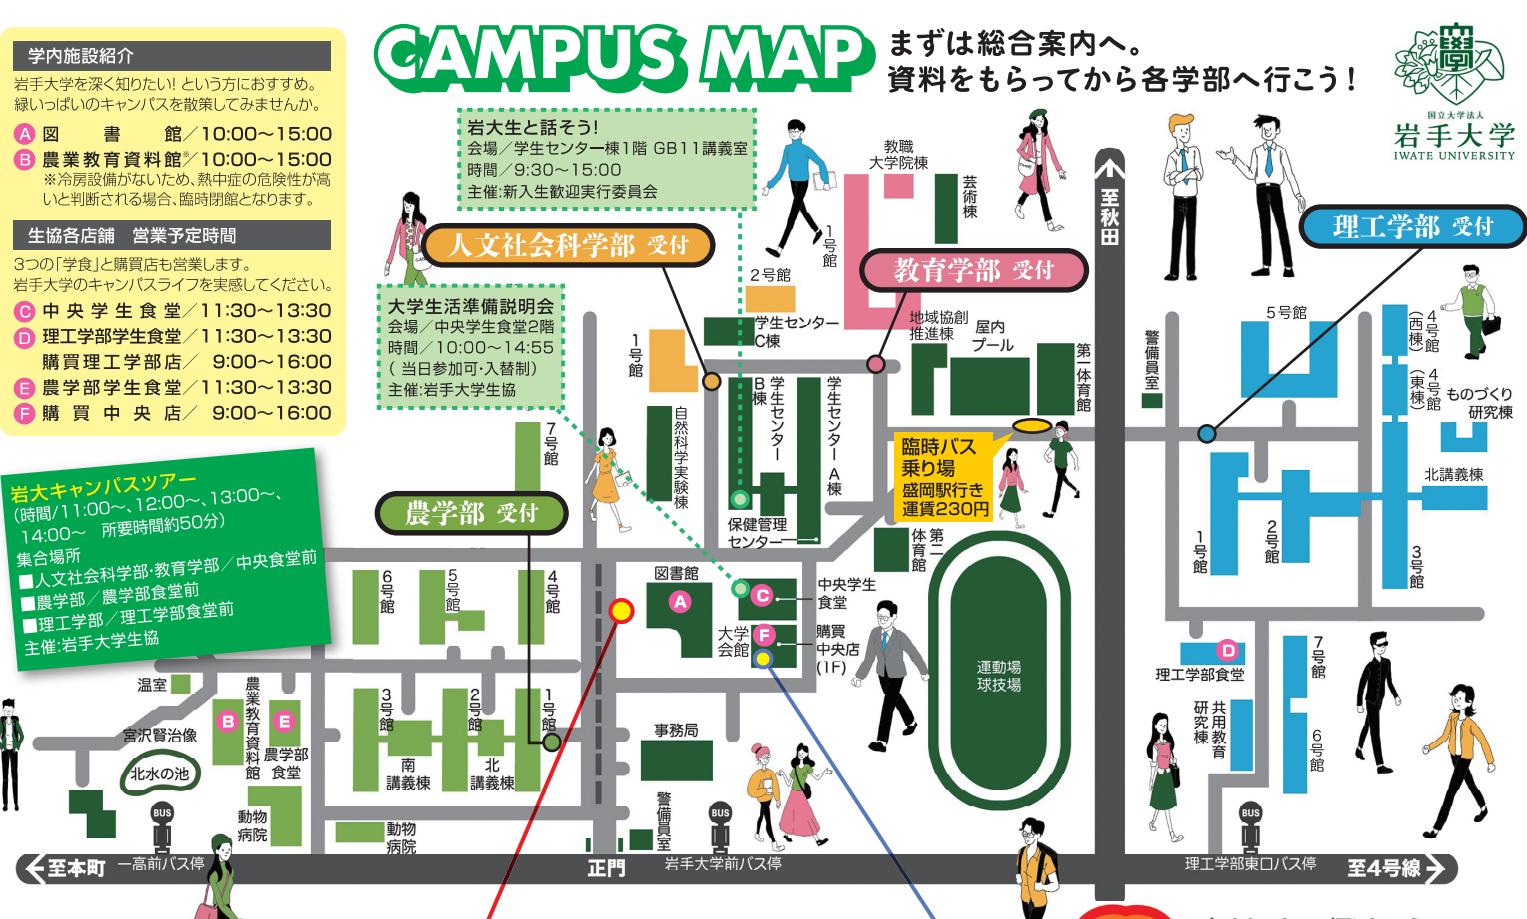 CAMPUS MAP
まずは総合案内へ。
資料をもらってから各学部へ行こう!
國立大学法人
岩手大学
IWATE UNIVERSITY
学内施設紹介
岩手大学を深く知りたい! という方におすすめ。
緑いっぱいのキャンパスを散策してみませんか。
A 図書館/10:00〜15:00
B 農業教育資料館※/10:00〜15:00
※冷房設備がないため、熱中症の危険性が高
いと判断される場合、臨時閉館となります。
生協各店舗 営業予定時間
3つの「学食」と購買店も営業します。
岩手大学のキャンパスライフを実感してください。
C 中央学生食堂/11:30〜13:30
D 理工学部学生食堂/11:30〜13:30
購買理工学部店/ 9:00〜16:00
E 農学部学生食堂/11:30〜13:30
F 購買中央店/ 9:00〜16:00
岩大キャンパスツアー
(時間/11:00〜、12:00〜、13:00〜、
14:00〜 所要時間約50分)
集合場所
■人文社会科学部・教育学部/中央食堂前
■農学部/農学部食堂前
■理工学部/理工学部食堂前
主催:岩手大学生協
岩大生と話そう!
会場/学生センター棟1階 GB11講義室
時間/9:30〜15:00
主催:新入生歓迎実行委員会
人文社会科学部 受付
大学生活準備説明会
会場/中央学生食堂2階
時間/10:00〜14:55
( 当日参加可・入替制)
主催:岩手大学生協
教職
大学院棟
芸術棟
1号館
教育学部 受付
至秋田
理工学部 受付
2号館
学生センター
C棟
1号館
地域協創
推進棟
屋内
プール
第一体育館
警備員室
5号館
4号館
(西棟)
4号館
(東棟)
ものづくり
研究棟
北講義棟
1号館
2号館
3号館
学生センター
B棟
学生センター A棟
自然科学実験棟
7号館
農学部 受付
保健管理
センター
臨時バス
乗り場
盛岡駅行き
運賃230円
第二
体育館
図書館
A
C
中央学生
食堂
大学
会館
F
購買
中央店
(1F)
運動場
球技場
6号館
5号館
4号館
温室
農業教育資料館
B
E
農学部
食堂
宮沢賢治像
北水の池
3号館
2号館
1号館
南
講義棟
北
講義棟
動物
病院
動物
病院
事務局
警備員室
理工学部食堂
D
共用教育
研究棟
7号館
6号館
BUS
BUS
BUS
至本町
一高前バス停
正門
岩手大学前バス停
理工学部東口バス停
至4号線